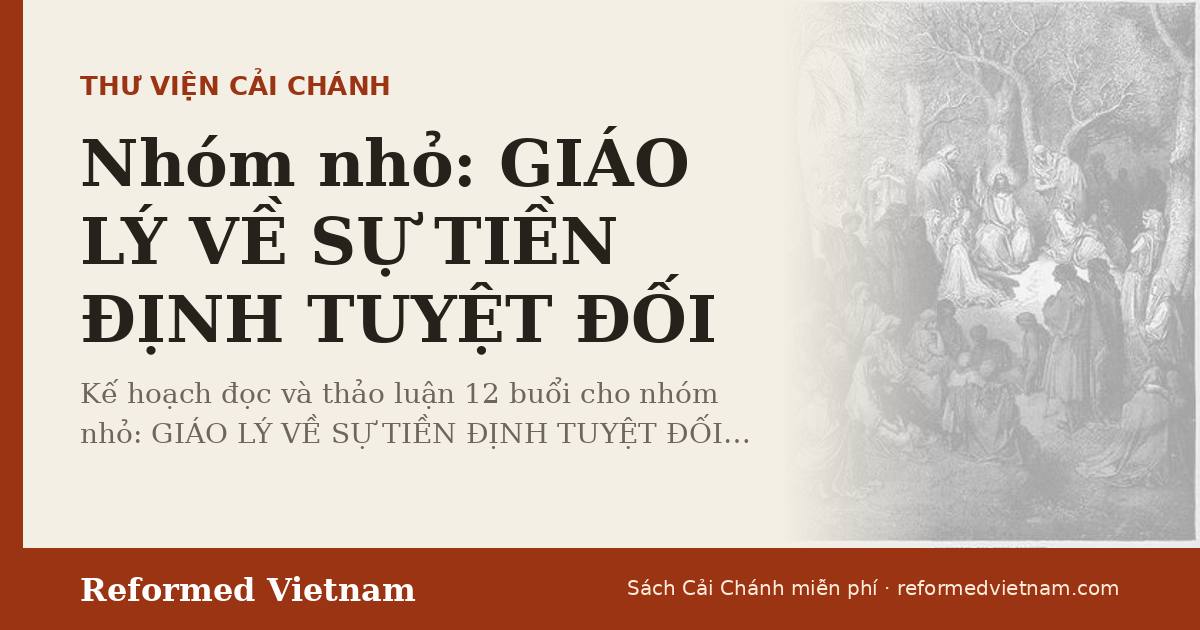 THƯ VIỆN CẢI CHÁNH
Nhóm nhỏ: GIÁO
LÝ VỀ SỰ TIỀN
ĐỊNH TUYỆT ĐỐI
Kế hoạch đọc và thảo luận 12 buổi cho nhóm
nhỏ: GIÁO LÝ VỀ SỰ TIỀN ĐỊNH TUYỆT ĐỐI...
Reformed Vietnam
Sách Cải Chánh miễn phí · reformedvietnam.com